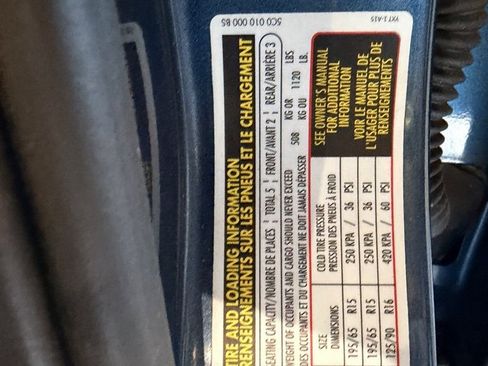 5C0 010 000 BS
YXT 1-A15
TIRE AND LOADING INFORMATION
RENSEIGNEMENTS SUR LES PNEUS ET LE CHARGEMENT
SEATING CAPACITY/NOMBRE DE PLACES | TOTAL 5 | FRONT/AVANT 2 | REAR/ARRIÈRE 3
WEIGHT OF OCCUPANTS AND CARGO SHOULD NEVER EXCEED 508 KG OR 1120 LBS
DES OCCUPANTS ET DU CHARGEMENT NE DOIT JAMAIS DÉPASSER KG OU LB.
SIZE
DIMENSIONS
COLD TIRE PRESSURE
PRESSION DES PNEUS À FROID
195/65 R15 250 KPA / 36 PSI
195/65 R15 250 KPA / 36 PSI
125/90 R16 420 KPA / 60 PSI
SEE OWNER'S MANUAL
FOR ADDITIONAL
INFORMATION
VOIR LE MANUEL DE
L'USAGER POUR PLUS DE
RENSEIGNEMENTS